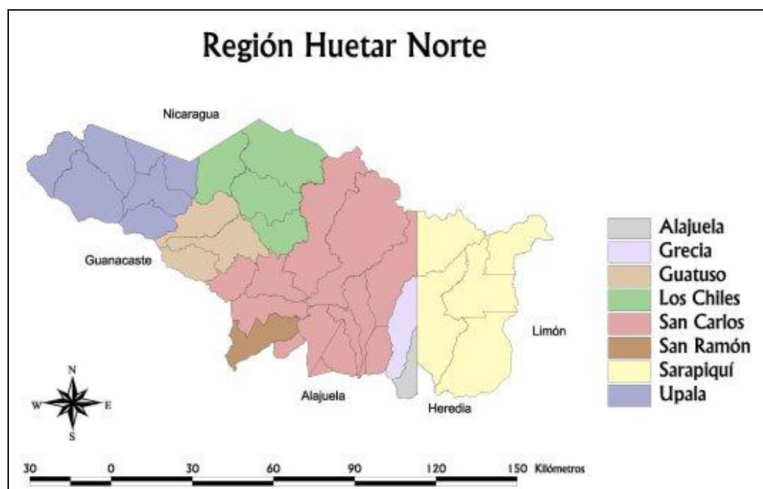 Región Huetar Norte
Nicaragua
Guanacaste
Limón
Alajuela
Heredia
Alajuela
Grecia
Guatuso
Los Chiles
San Carlos
San Ramón
Sarapiquí
Upala
N
W E
S
30 0 30 60 90 120 150 Kilómetros